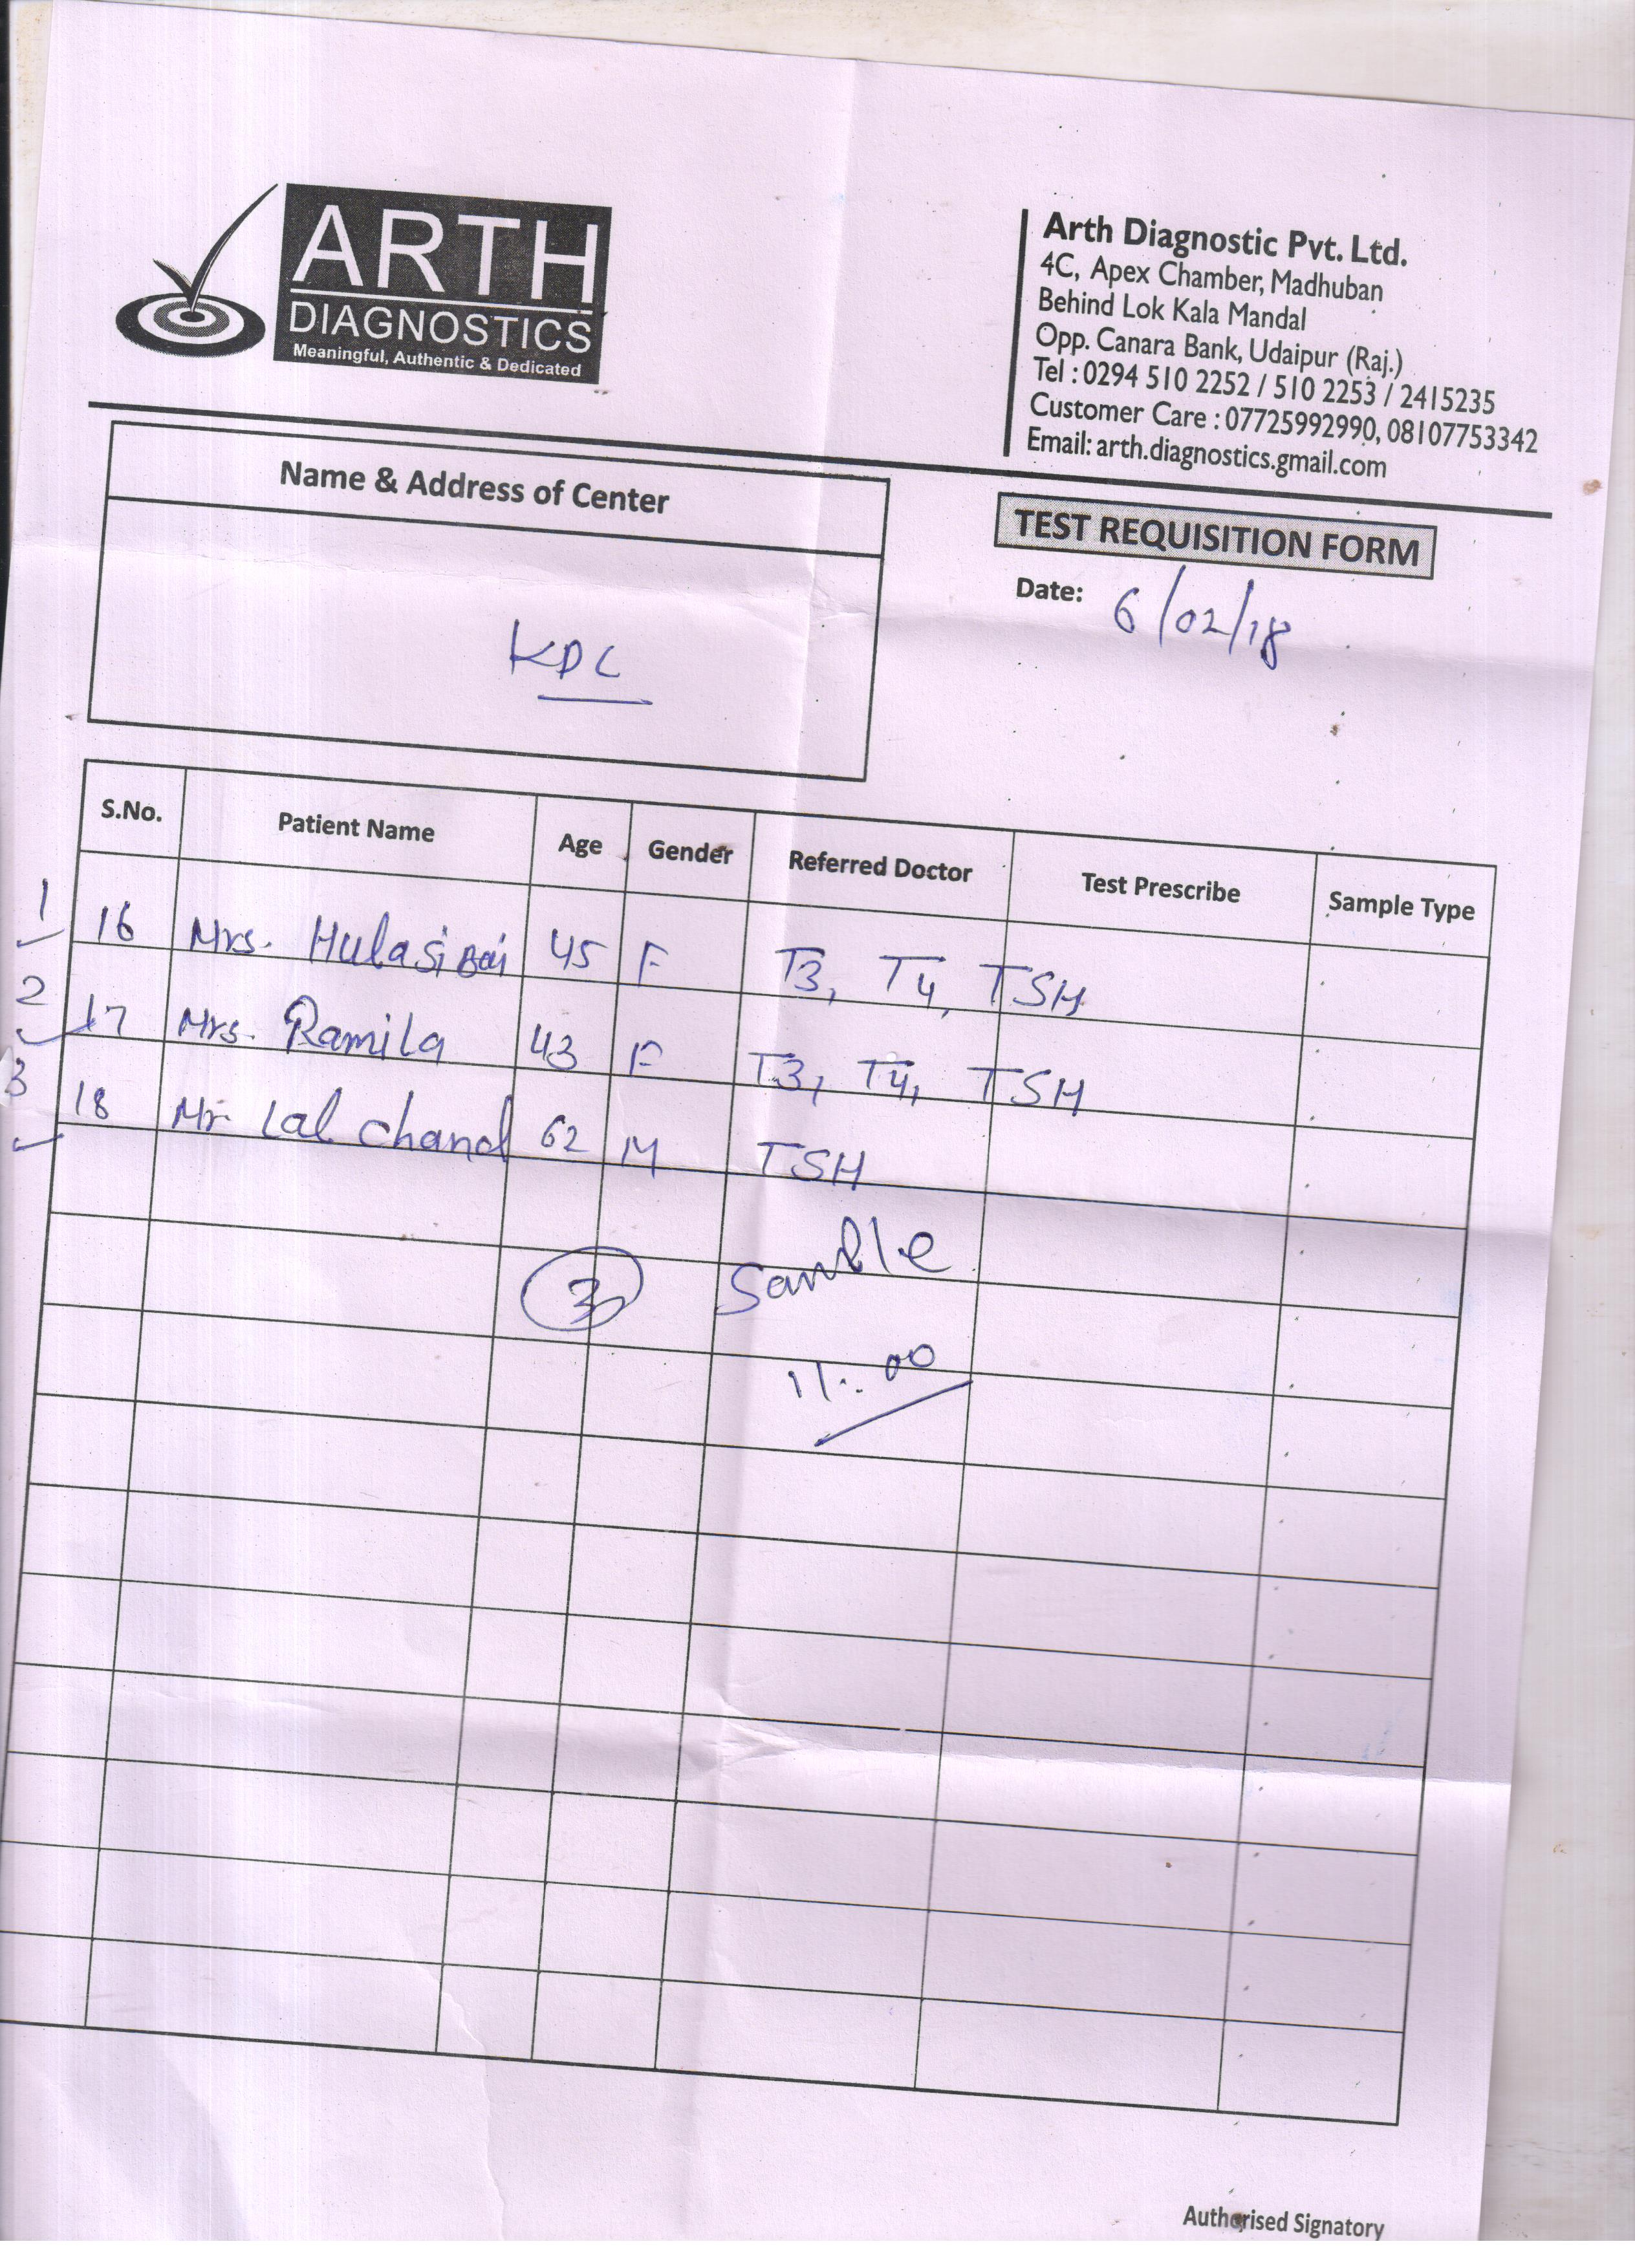 ARTH
DIAGNOSTICS
Meaningful, Authentic & Dedicated
Arth Diagnostic Pvt. Ltd.
4C, Apex Chamber, Madhuban
Behind Lok Kala Mandal
Opp. Canara Bank, Udaipur (Raj.)
Tel : 0294 510 2252 / 510 2253 / 2415235
Customer Care : 07725992990, 08107753342
Email: arth.diagnostics.gmail.com
Name & Address of Center
KDC
TEST REQUISITION FORM
Date: 6/02/18
S.No. Patient Name Age Gender Referred Doctor Test Prescribe Sample Type
1 16 Mrs. Hulasi Bai 45 F T3, T4, TSH
2 17 Mrs. Ramila 43 F T3, T4, TSH
3 18 Mr. Lal Chand 62 M TSH
3 Sample
11:00
Authorised Signatory